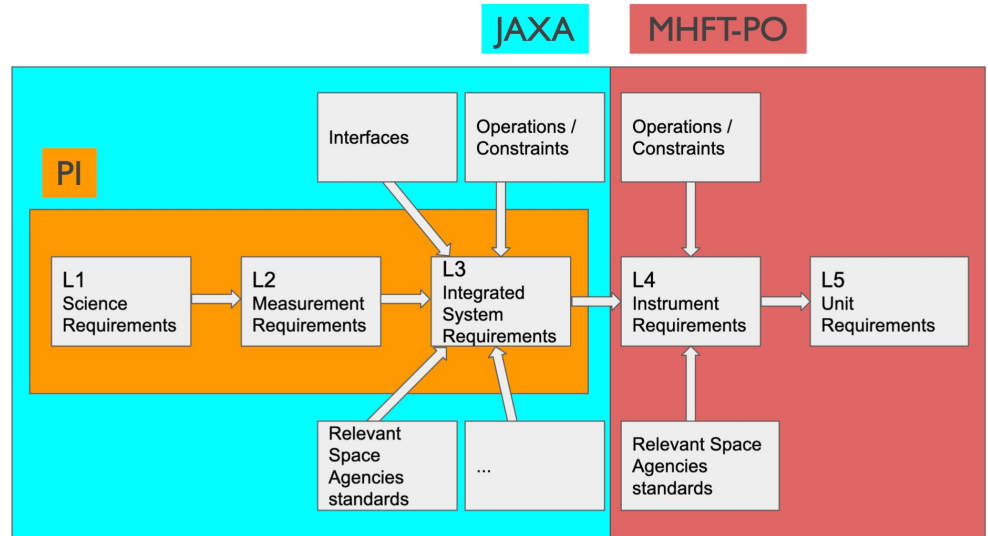 JAXA
MHFT-PO
PI
Interfaces
Operations /
Constraints
Operations /
Constraints
L1
Science
Requirements
L2
Measurement
Requirements
L3
Integrated
System
Requirements
L4
Instrument
Requirements
L5
Unit
Requirements
Relevant
Space
Agencies
standards
...
Relevant Space
Agencies
standards